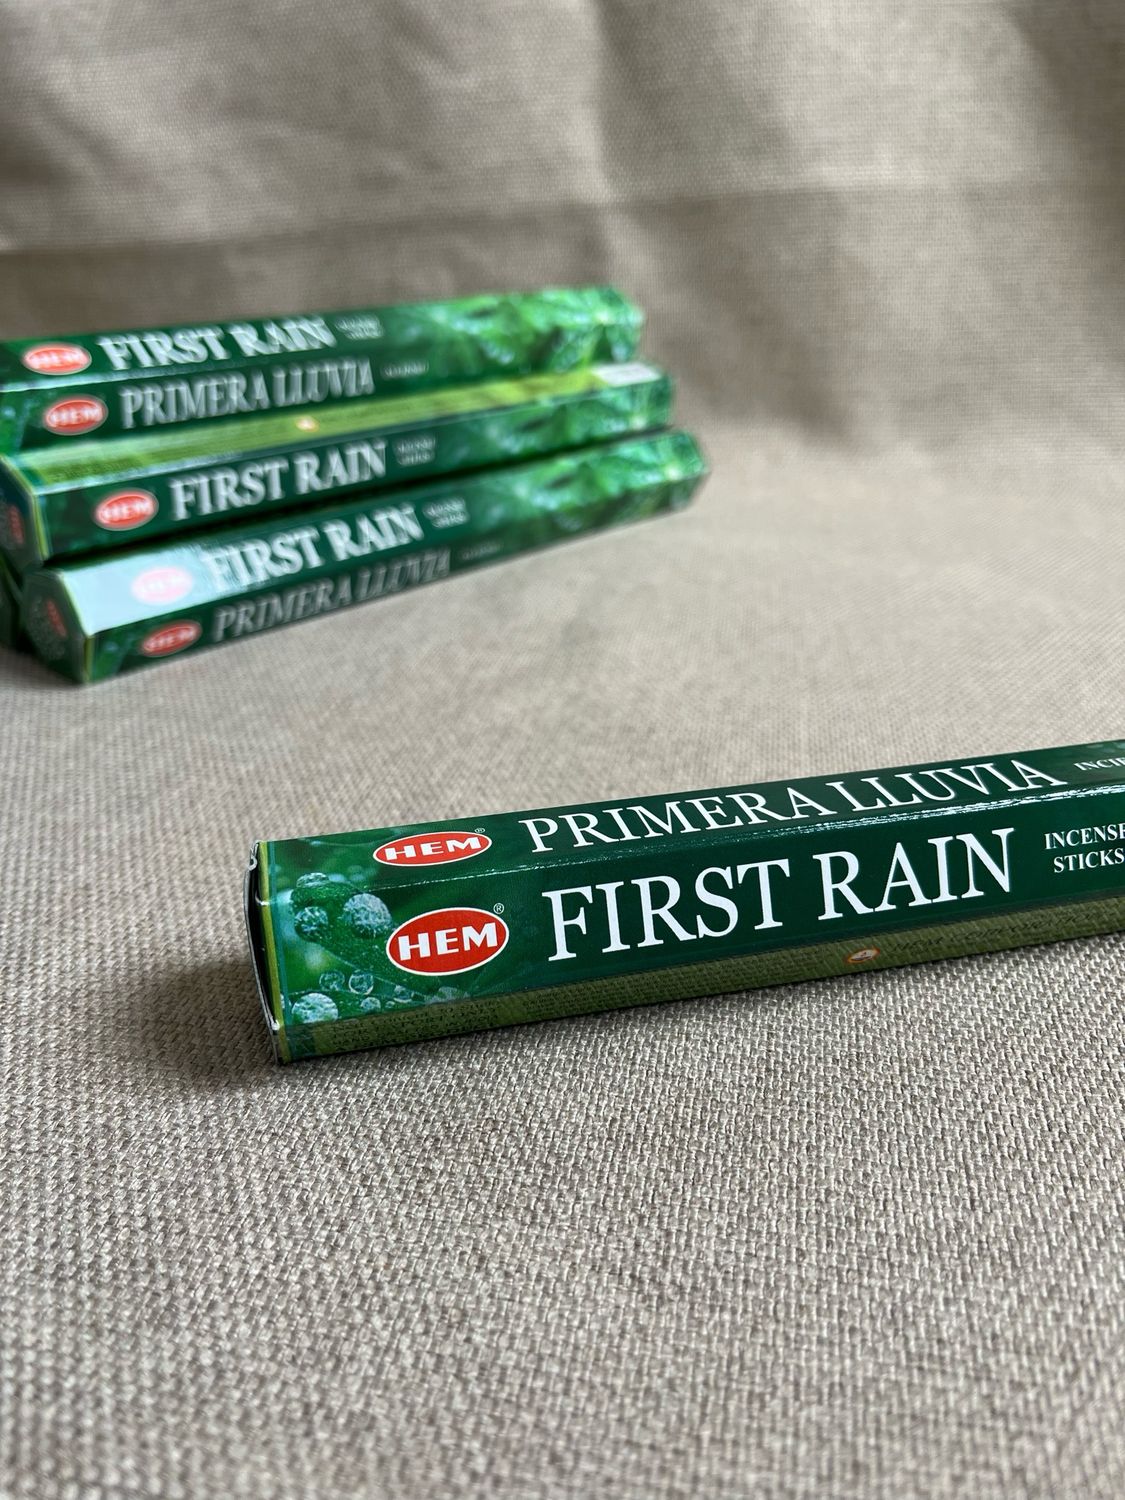 HEM FIRST RAIN
HEM PRIMERA LLUVIA
HEM FIRST RAIN
HEM FIRST RAIN
HEM PRIMERA LLUVIA
HEM® PRIMERA LLUVIA
HEM® FIRST RAIN INCENSE
STICKS